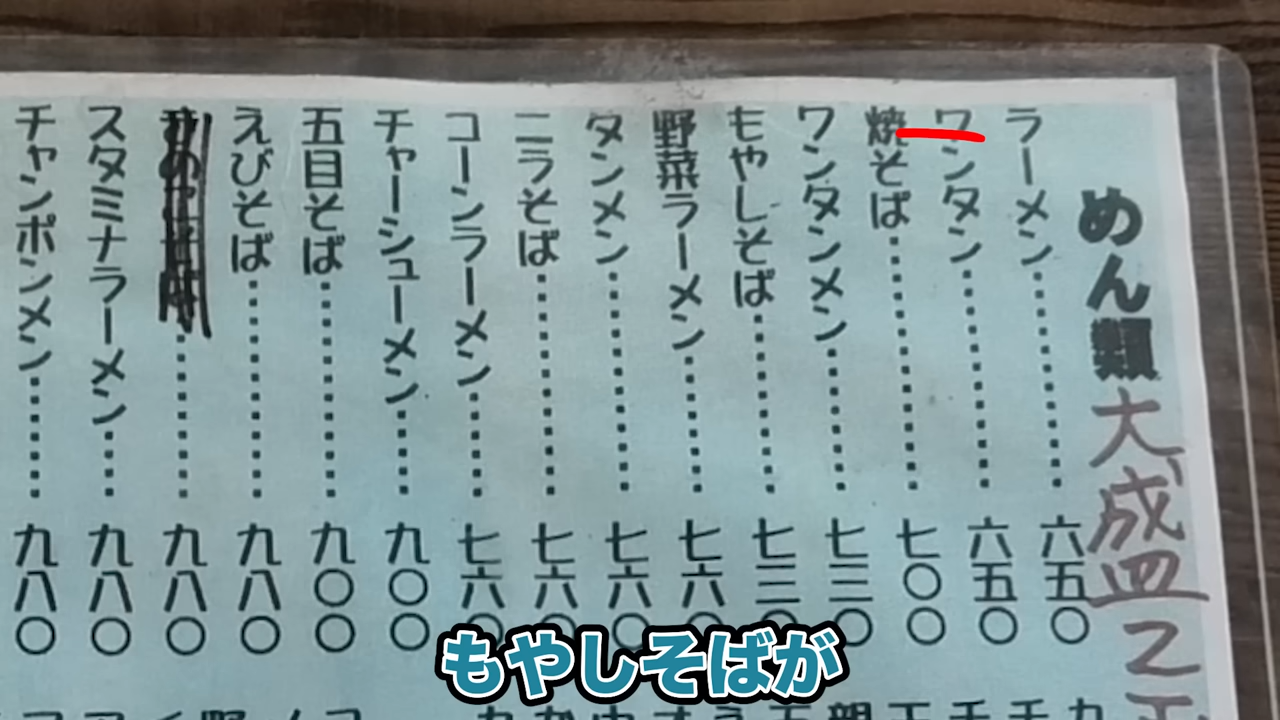 めん類
大盛
ラーメン……六五〇
ワンタン……六五〇
焼そば……七〇〇
ワンタンメン……七三〇
もやしそば……七三〇
野菜ラーメン……七六〇
タンメン……七六〇
ニラそば……七六〇
コーンラーメン……七六〇
チャーシューメン……九〇〇
五目そば……九〇〇
えびそば……九八〇
……九八〇
スタミナラーメン……九八〇
チャンポンメン……九八〇
もやしそばが